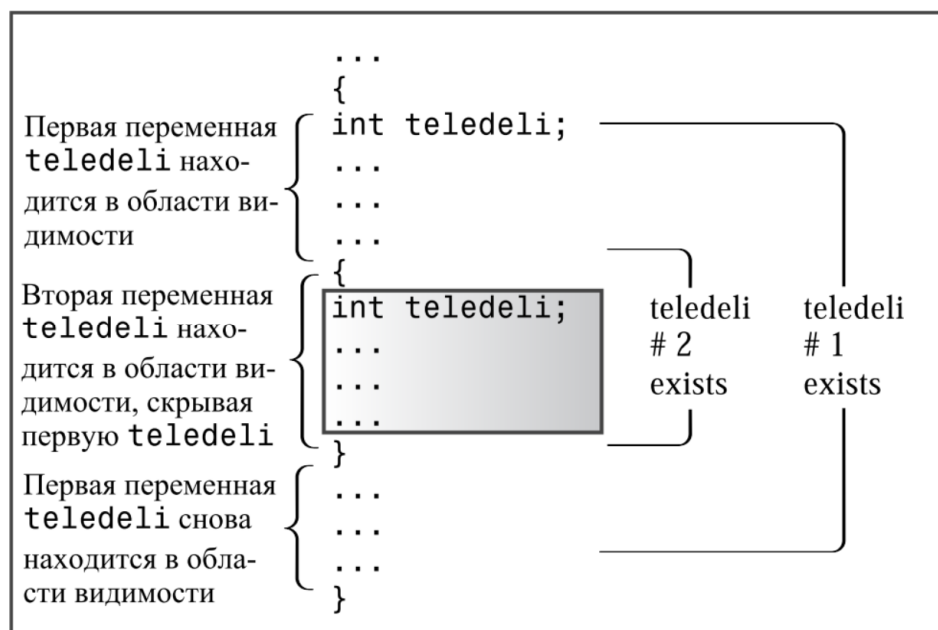 ...
{
Первая переменная
teledeli нахо-
дится в области ви-
димости
int teledeli;
...
...
...
{
Вторая переменная
teledeli нахо-
дится в области ви-
димости, скрывая
первую teledeli
int teledeli;
...
...
...
}
teledeli
# 2
exists
teledeli
# 1
exists
Первая переменная
teledeli снова
находится в обла-
сти видимости
...
...
...
}